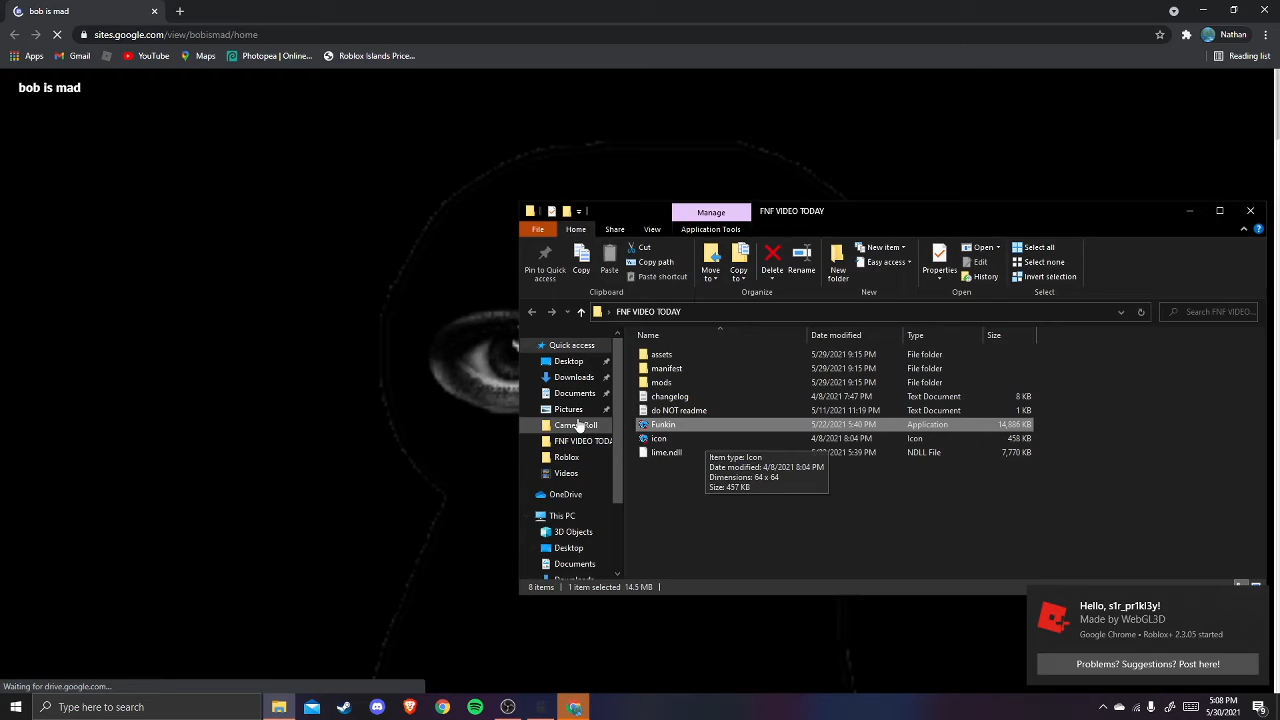 bob is mad
sites.google.com/view/bobismad/home
Nathan
Apps Gmail YouTube Maps Photopea | Onlin... Roblox Islands Price... Reading list
bob is mad
Manage FNF VIDEO TODAY
File Home Share View Application Tools
Pin to Quick access
Copy
Paste
Cut
Copy path
Paste shortcut
Move to
Copy to
Delete
Rename
New folder
New item
Easy access
Properties
Open
Edit
History
Select all
Select none
Invert selection
Clipboard Organize New Open Select
FNF VIDEO TODAY
Search FNF VIDEO...
Name Date modified Type Size
Quick access
Desktop
Downloads
Documents
Pictures
Camera Roll
FNF VIDEO TODA
Roblox
Videos
OneDrive
This PC
3D Objects
Desktop
Documents
Downloads
assets 5/29/2021 9:15 PM File folder
manifest 5/29/2021 9:15 PM File folder
mods 5/29/2021 9:15 PM File folder
changelog 4/8/2021 7:47 PM Text Document 8 KB
do NOT readme 5/11/2021 11:19 PM Text Document 1 KB
Funkin 5/22/2021 5:40 PM Application 14,886 KB
icon 4/8/2021 8:04 PM Icon 458 KB
lime.ndll 5:39 PM NDLL File 7,770 KB
Item type: Icon
Date modified: 4/8/2021 8:04 PM
Dimensions: 64 x 64
Size: 457 KB
8 items 1 item selected 14.5 MB
Hello, s1r_pr1kl3y!
Made by WebGL3D
Google Chrome • Roblox+ 2.3.05 started
Problems? Suggestions? Post here!
Waiting for drive.google.com...
Type here to search
5:08 PM
5/30/2021